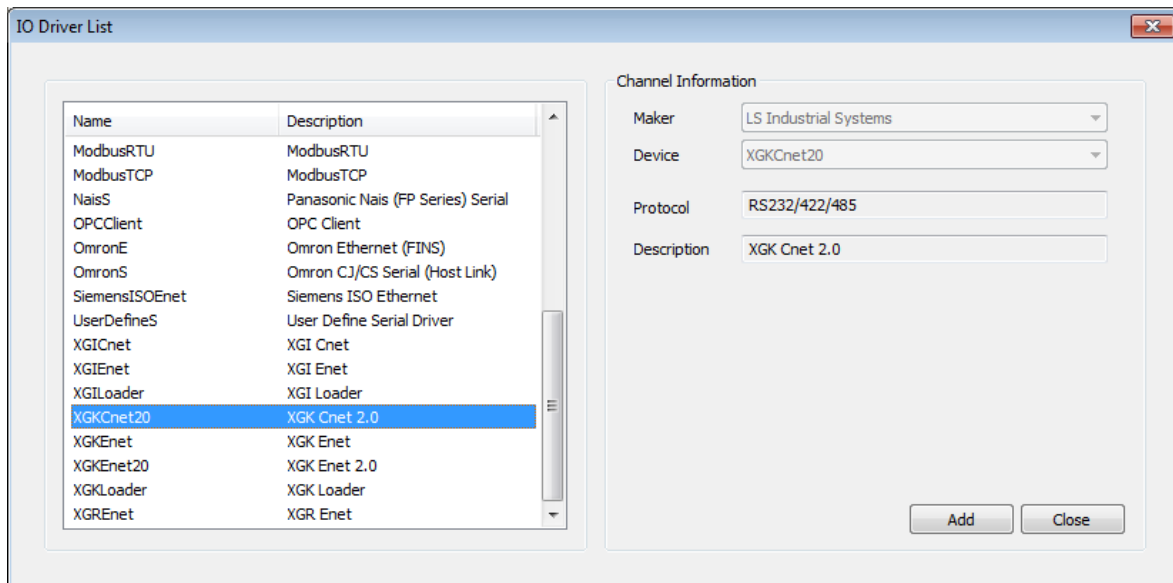 IO Driver List
Name Description
ModbusRTU ModbusRTU
ModbusTCP ModbusTCP
NaisS Panasonic Nais (FP Series) Serial
OPCClient OPC Client
OmronE Omron Ethernet (FINS)
OmronS Omron CJ/CS Serial (Host Link)
SiemensISOEnet Siemens ISO Ethernet
UserDefineS User Define Serial Driver
XGICnet XGI Cnet
XGIEnet XGI Enet
XGILoader XGI Loader
XGKCnet20 XGK Cnet 2.0
XGKEnet XGK Enet
XGKEnet20 XGK Enet 2.0
XGKLoader XGK Loader
XGREnet XGR Enet
Channel Information
Maker LS Industrial Systems
Device XGKCnet20
Protocol RS232/422/485
Description XGK Cnet 2.0
Add Close